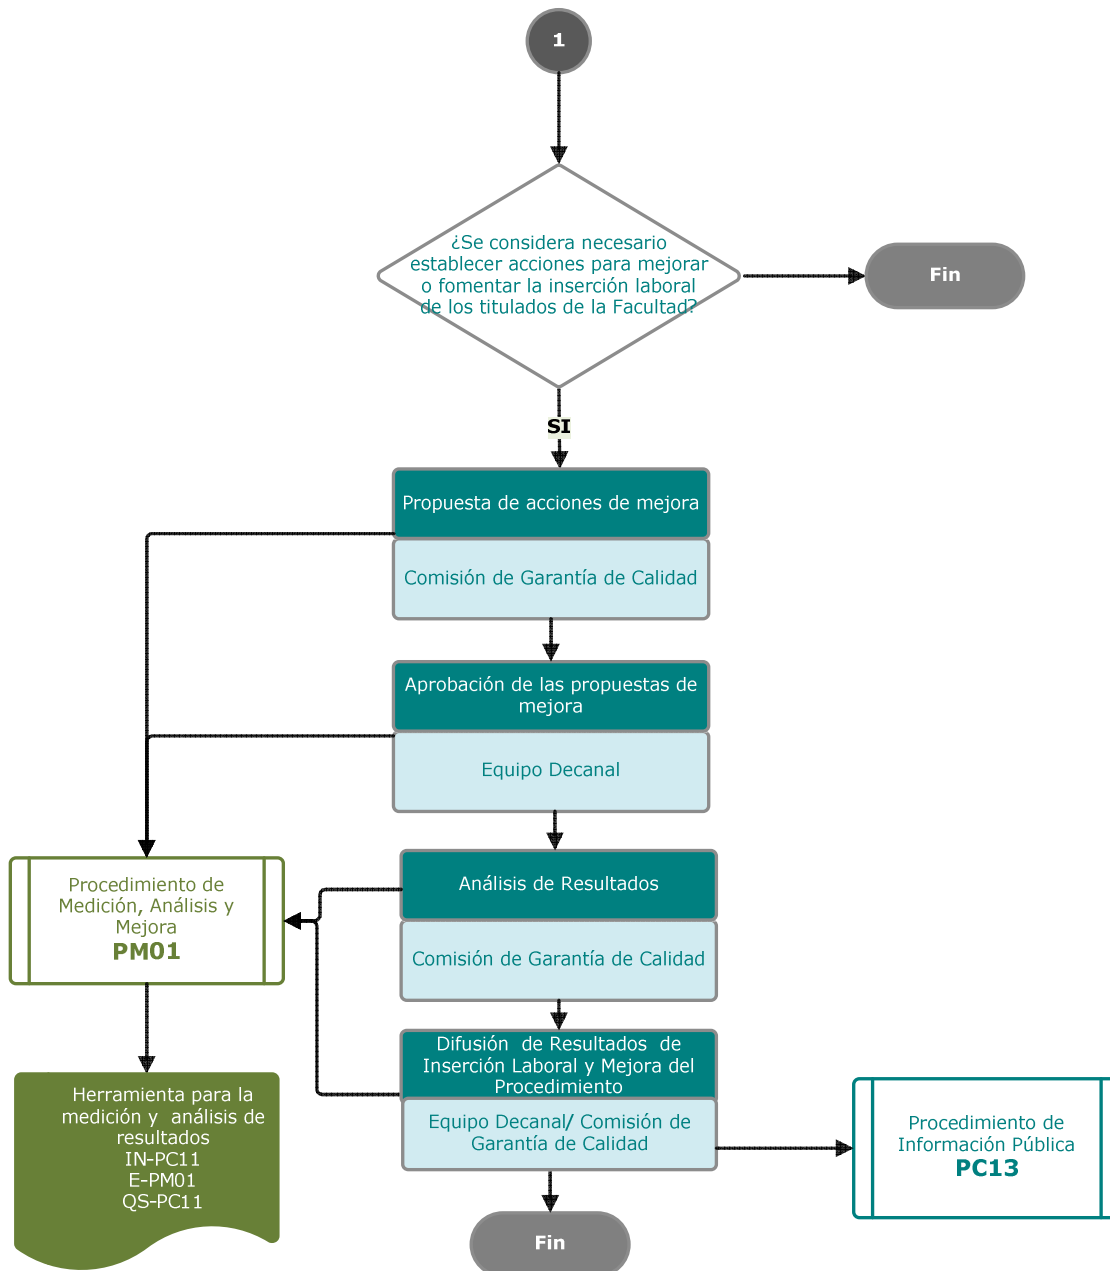 1
¿Se considera necesario
establecer acciones para mejorar
o fomentar la inserción laboral
de los titulados de la Facultad?
Fin
SI
Propuesta de acciones de mejora
Comisión de Garantía de Calidad
Aprobación de las propuestas de
mejora
Equipo Decanal
Análisis de Resultados
Comisión de Garantía de Calidad
Procedimiento de
Medición, Análisis y
Mejora
PM01
Difusión de Resultados de
Inserción Laboral y Mejora del
Procedimiento
Equipo Decanal/ Comisión de
Garantía de Calidad
Herramienta para la
medición y análisis de
resultados
IN-PC11
E-PM01
QS-PC11
Procedimiento de
Información Pública
PC13
Fin